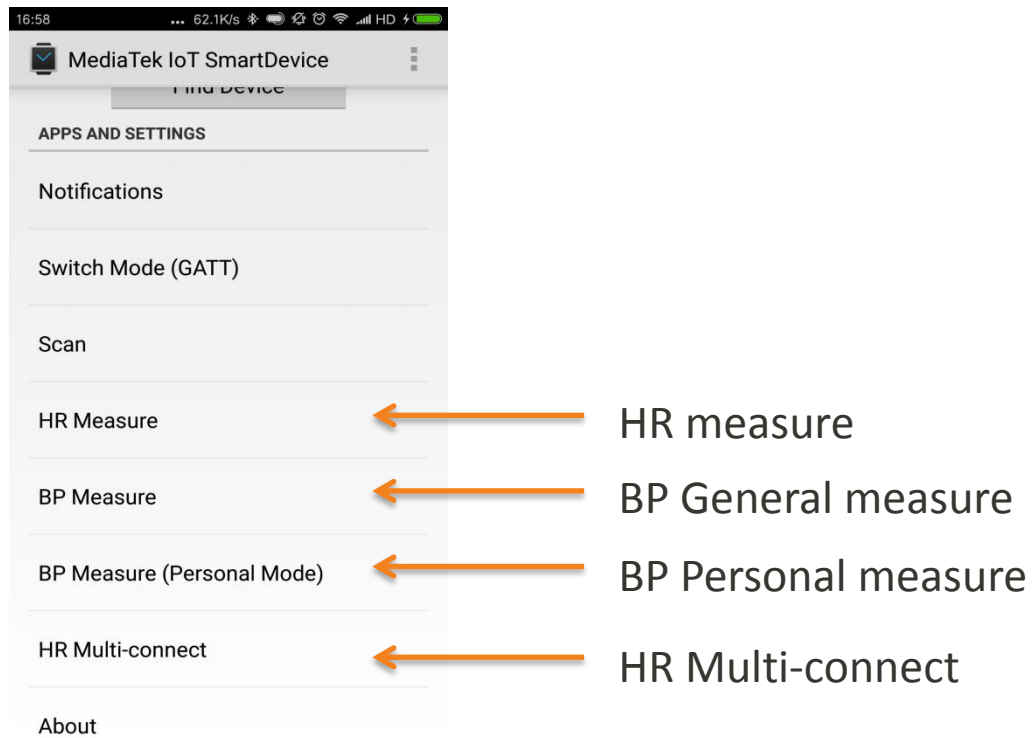 16:58 ... 62.1K/s HD
MediaTek IoT SmartDevice
Find Device
APPS AND SETTINGS
Notifications
Switch Mode (GATT)
Scan
HR Measure
HR measure
BP Measure
BP General measure
BP Measure (Personal Mode)
BP Personal measure
HR Multi-connect
HR Multi-connect
About